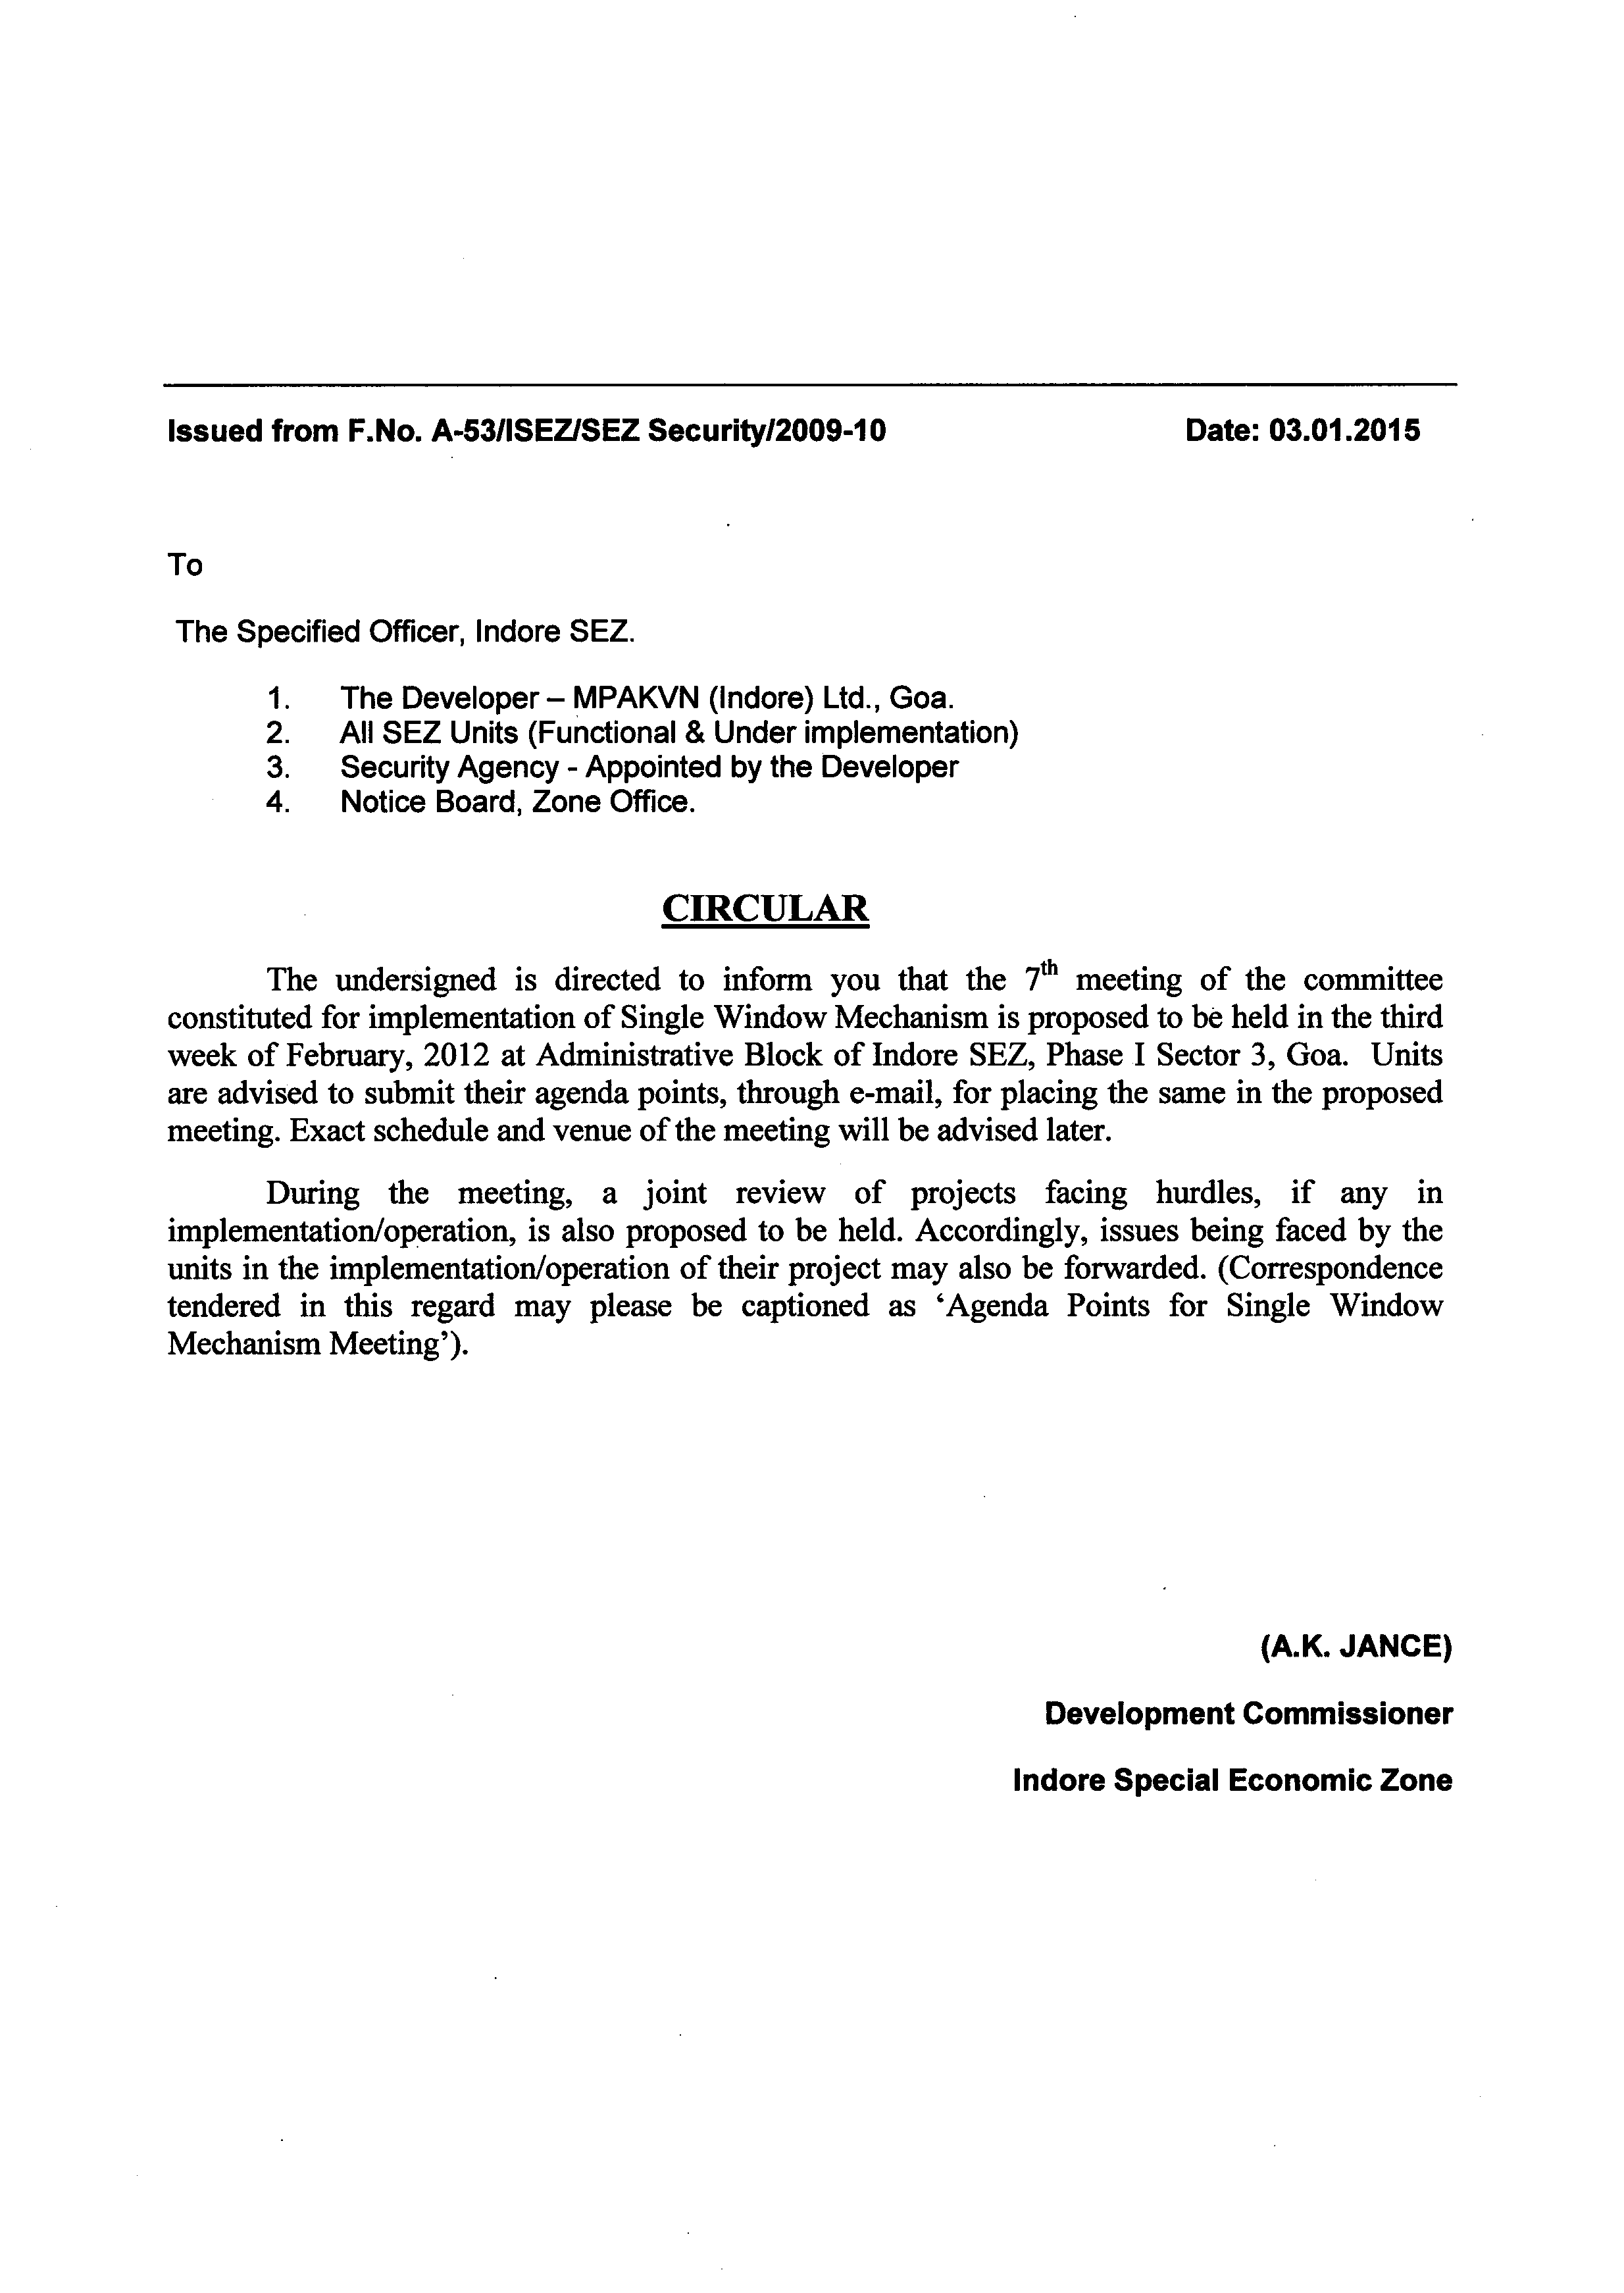 Issued from F.No. A-53/ISEZ/SEZ Security/2009-10 Date: 03.01.2015
To
The Specified Officer, Indore SEZ.
1. The Developer – MPAKVN (Indore) Ltd., Goa.
2. All SEZ Units (Functional & Under implementation)
3. Security Agency - Appointed by the Developer
4. Notice Board, Zone Office.
CIRCULAR
The undersigned is directed to inform you that the 7th meeting of the committee
constituted for implementation of Single Window Mechanism is proposed to be held in the third
week of February, 2012 at Administrative Block of Indore SEZ, Phase I Sector 3, Goa. Units
are advised to submit their agenda points, through e-mail, for placing the same in the proposed
meeting. Exact schedule and venue of the meeting will be advised later.
During the meeting, a joint review of projects facing hurdles, if any in
implementation/operation, is also proposed to be held. Accordingly, issues being faced by the
units in the implementation/operation of their project may also be forwarded. (Correspondence
tendered in this regard may please be captioned as ‘Agenda Points for Single Window
Mechanism Meeting’).
(A.K. JANCE)
Development Commissioner
Indore Special Economic Zone